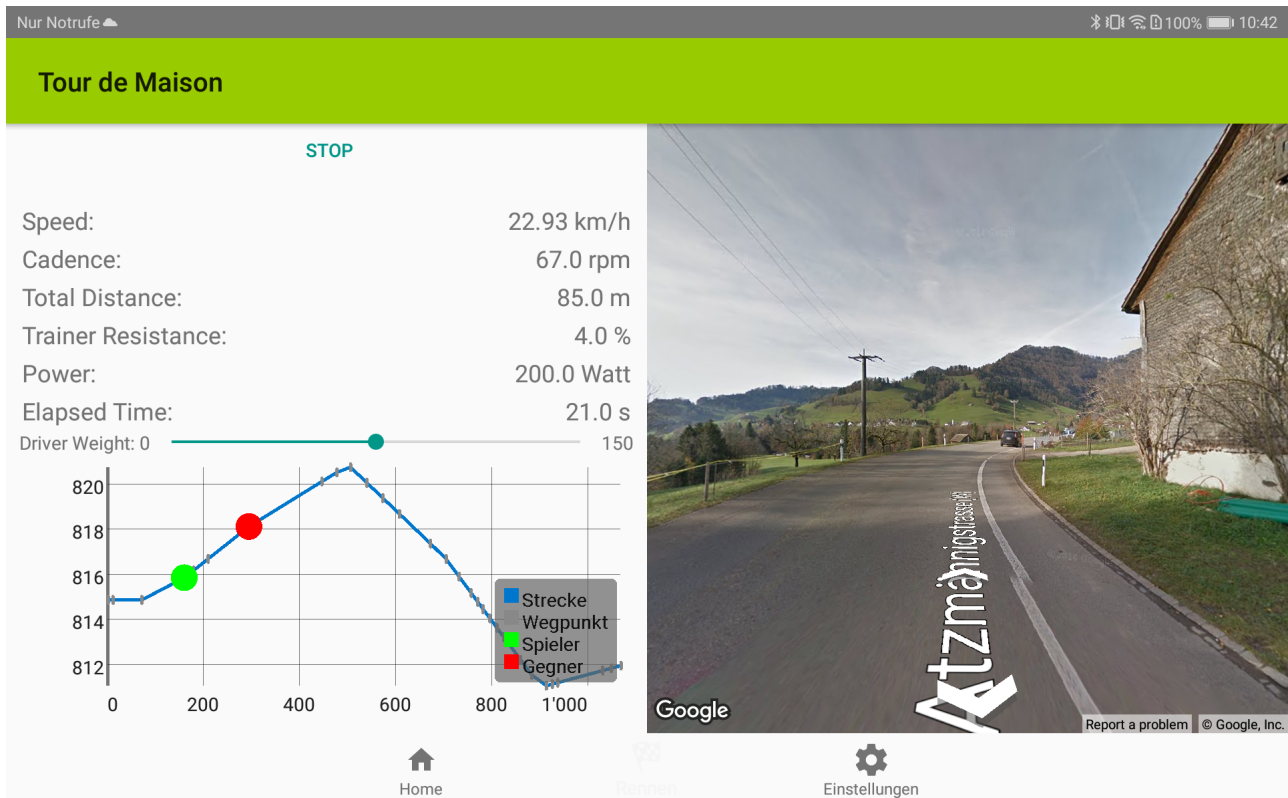 Nur Notrufe
100% 10:42
Tour de Maison
STOP
Speed: 22.93 km/h
Cadence: 67.0 rpm
Total Distance: 85.0 m
Trainer Resistance: 4.0 %
Power: 200.0 Watt
Elapsed Time: 21.0 s
Driver Weight: 0 150
820
818
816
814
812
0 200 400 600 800 1'000
Strecke
Wegpunkt
Spieler
Gegner
Atzmännigstrasse
Google
Report a problem © Google, Inc.
Home Rennen Einstellungen